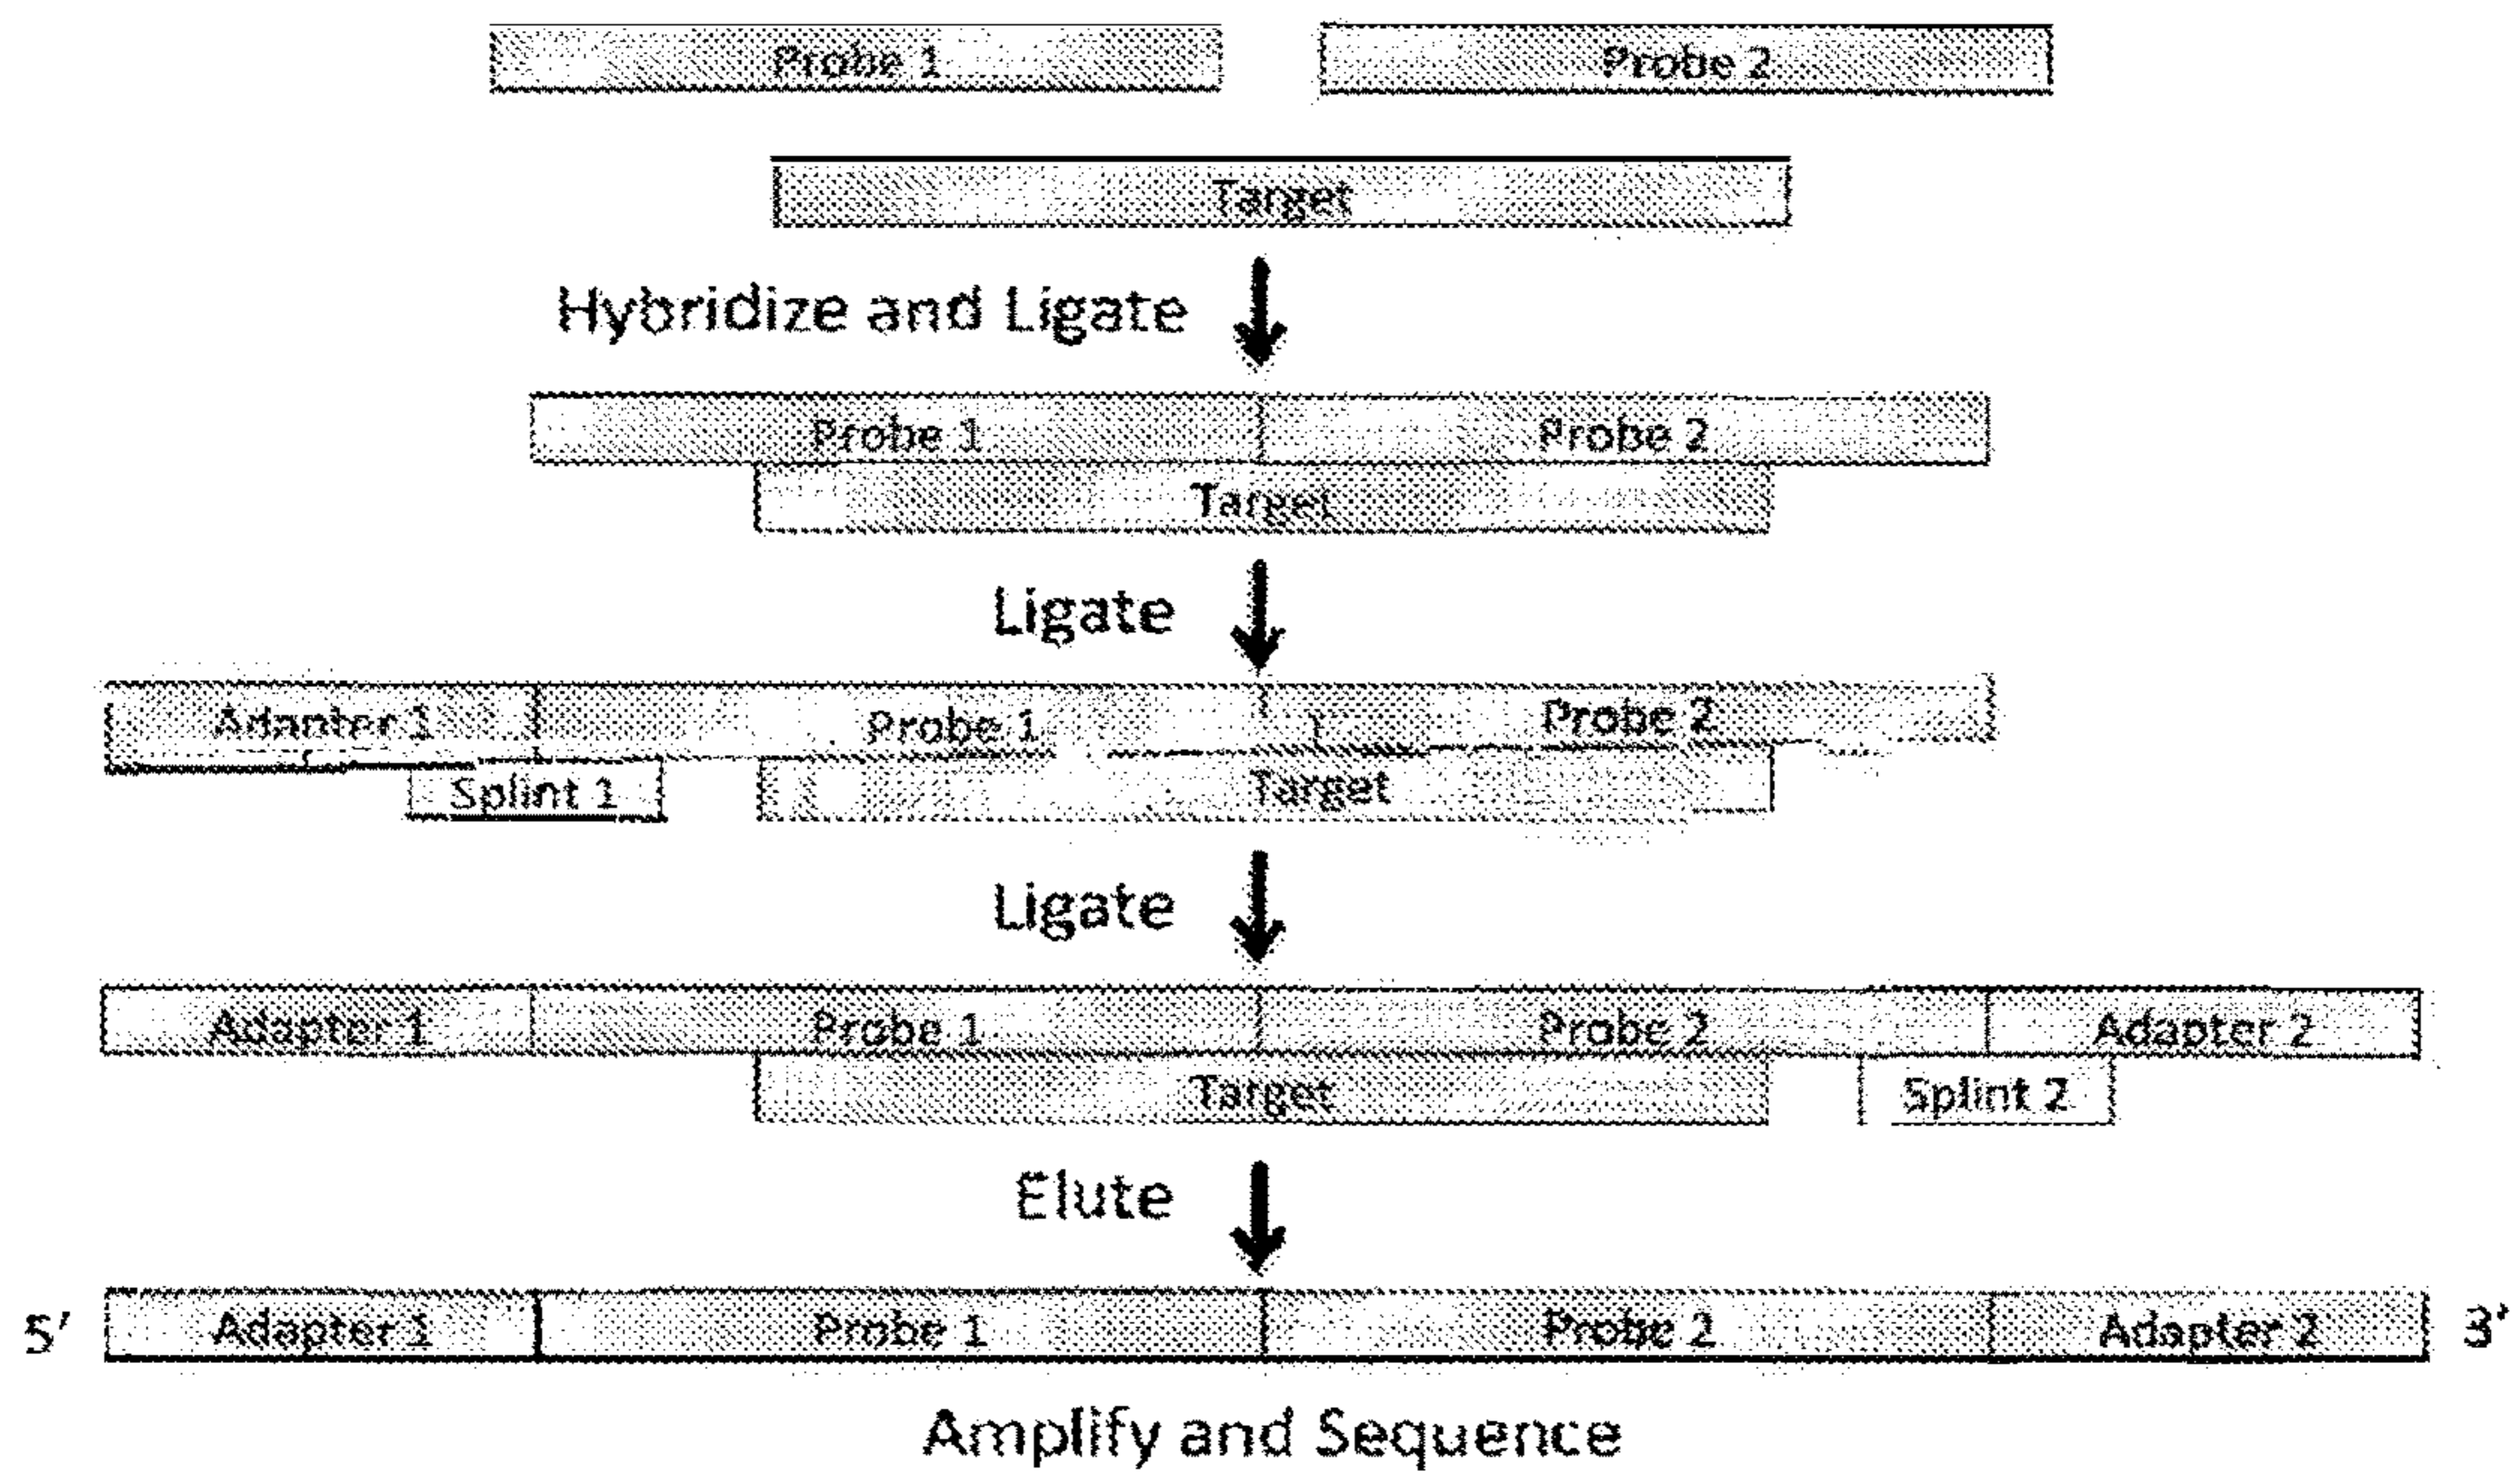 Probe 1 Probe 2
Target
Hybridize and Ligate
Probe 1 Probe 2
Target
Ligate
Adapter 1 Probe 1 Probe 2
Splint 1 Target
Ligate
Adapter 1 Probe 1 Probe 2 Adapter 2
Target Splint 2
Elute
5' Adapter 1 Probe 1 Probe 2 Adapter 2 3'
Amplify and Sequence